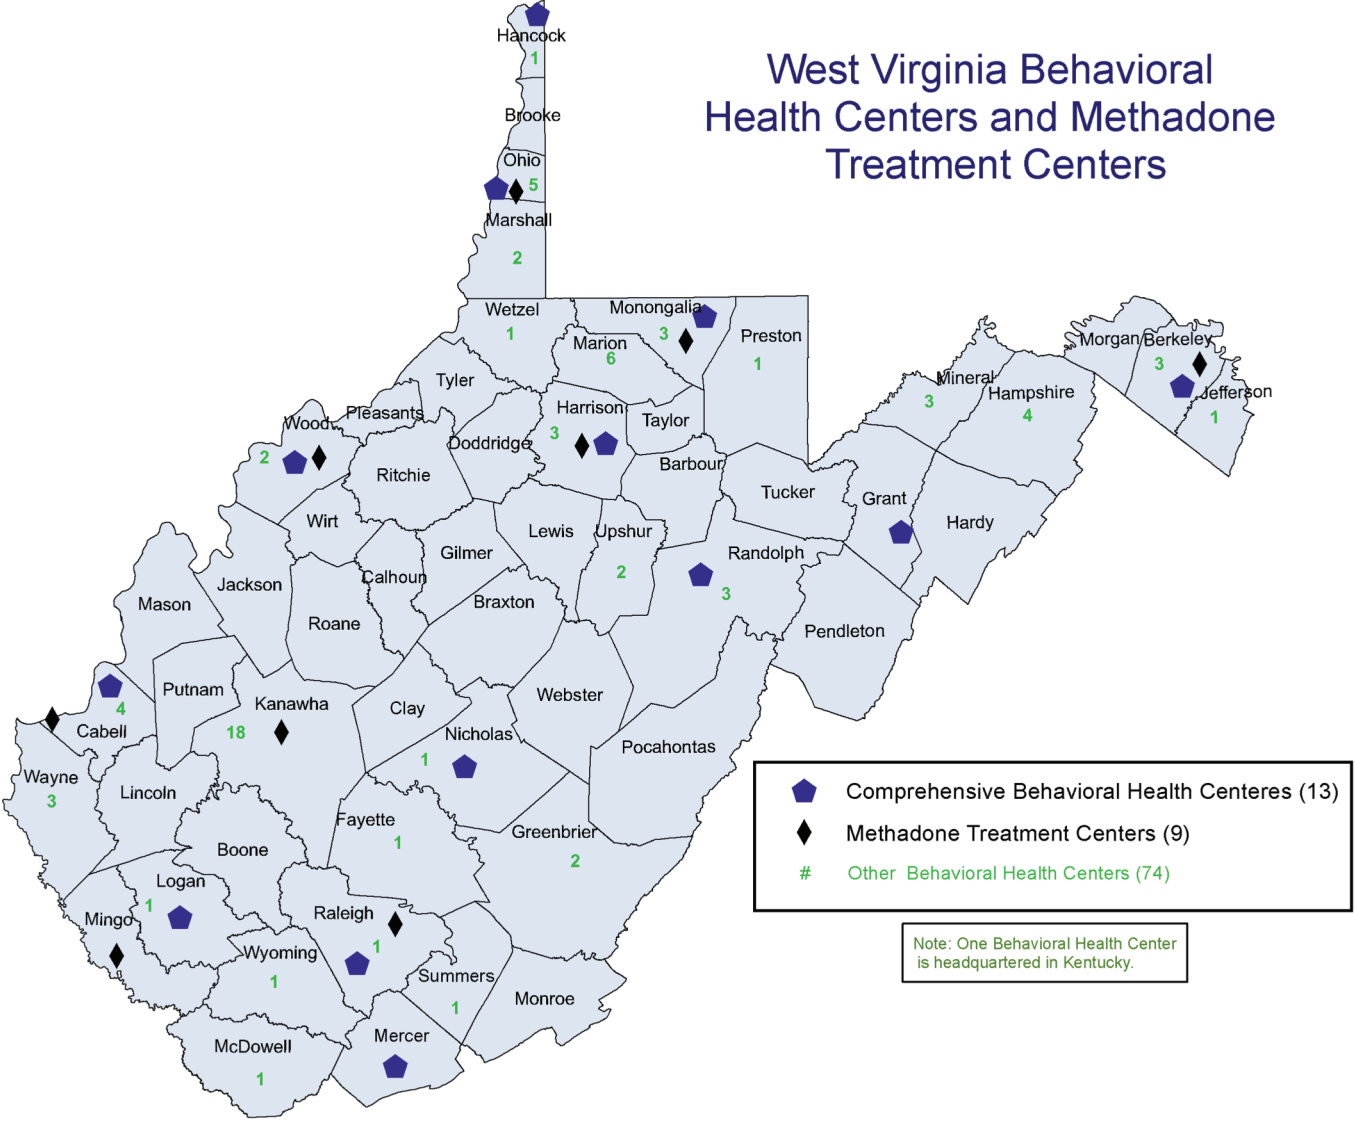 West Virginia Behavioral
Health Centers and Methadone
Treatment Centers
Hancock
1
Brooke
Ohio
5
Marshall
2
Wetzel
1
Monongalia
3
Marion
6
Preston
1
Morgan
Berkeley
3
Jefferson
1
Mineral
3
Hampshire
4
Tyler
Pleasants
Wood
2
Doddridge
Harrison
3
Taylor
Barbour
Ritchie
Tucker
Grant
Hardy
Wirt
Lewis
Upshur
2
Randolph
3
Gilmer
Calhoun
Jackson
Mason
Roane
Braxton
Pendleton
Putnam
Kanawha
18
Clay
Webster
Cabell
4
Nicholas
1
Pocahontas
Wayne
3
Lincoln
Fayette
1
Greenbrier
2
Boone
Logan
1
Mingo
Raleigh
1
Wyoming
1
Summers
1
Monroe
McDowell
1
Mercer
Comprehensive Behavioral Health Centeres (13)
Methadone Treatment Centers (9)
# Other Behavioral Health Centers (74)
Note: One Behavioral Health Center
is headquartered in Kentucky.